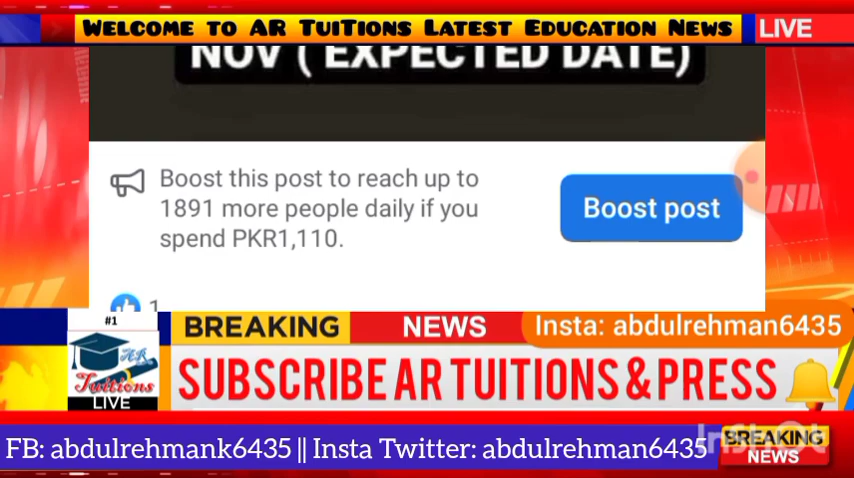 WELCOME TO AR TUITIONS LATEST EDUCATION NEWS
LIVE
NOV ( EXPECTED DATE)
Boost this post to reach up to
1891 more people daily if you
spend PKR1,110.
Boost post
1
#1
AR
Tuitions
LIVE
BREAKING NEWS
Insta: abdulrehman6435
SUBSCRIBE AR TUITIONS & PRESS
FB: abdulrehmank6435 || Insta Twitter: abdulrehman6435
BREAKING
NEWS